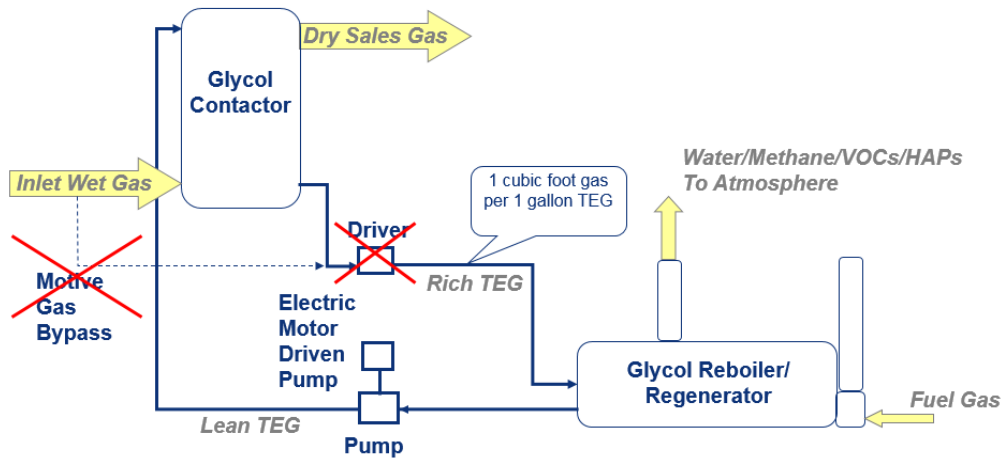 Dry Sales Gas
Glycol
Contactor
Inlet Wet Gas
Water/Methane/VOCs/HAPs
To Atmosphere
1 cubic foot gas
per 1 gallon TEG
Driver
Motive
Gas
Bypass
Rich TEG
Electric
Motor
Driven
Pump
Glycol Reboiler/
Regenerator
Fuel Gas
Lean TEG
Pump